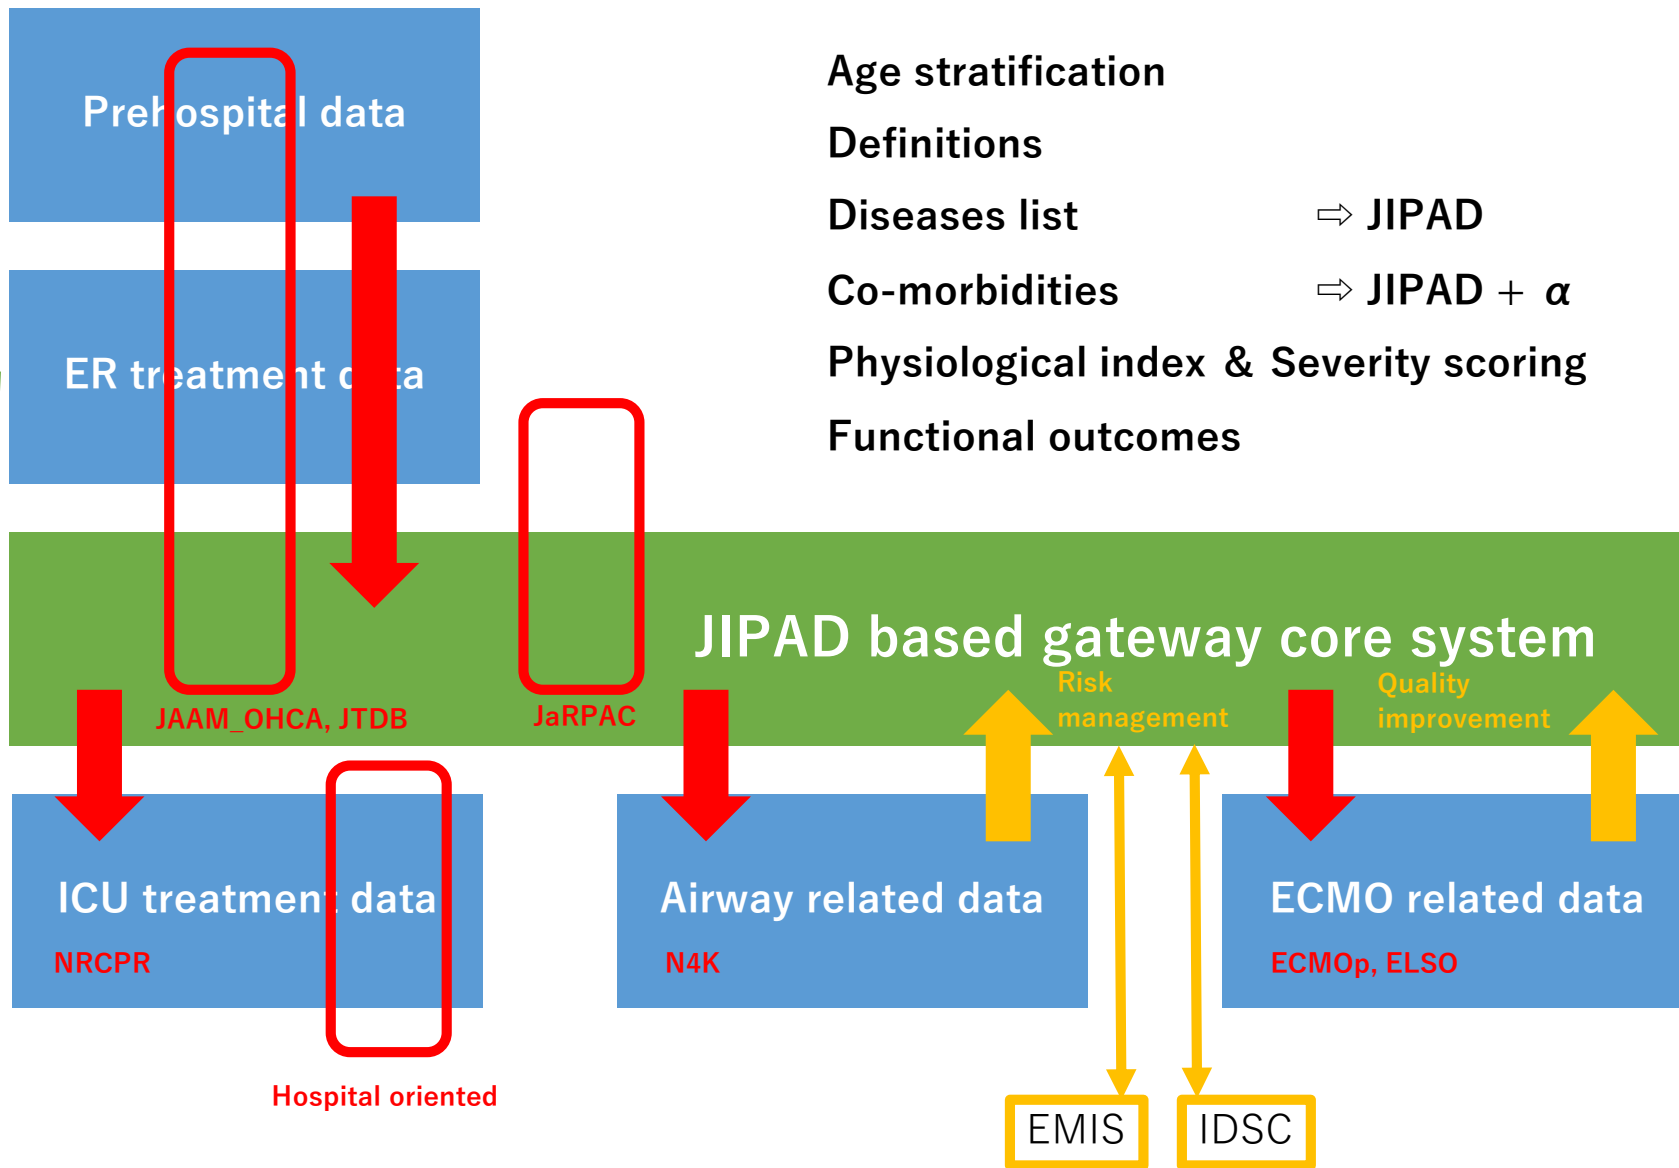 Prehospital data
ER treatment data
Age stratification
Definitions
Diseases list ⇨ JIPAD
Co-morbidities ⇨ JIPAD + α
Physiological index & Severity scoring
Functional outcomes
JIPAD based gateway core system
JAAM_OHCA, JTDB
JaRPAC
Risk
management
Quality
improvement
ICU treatment data
NRCPR
Airway related data
N4K
ECMO related data
ECMOp, ELSO
Hospital oriented
EMIS
IDSC